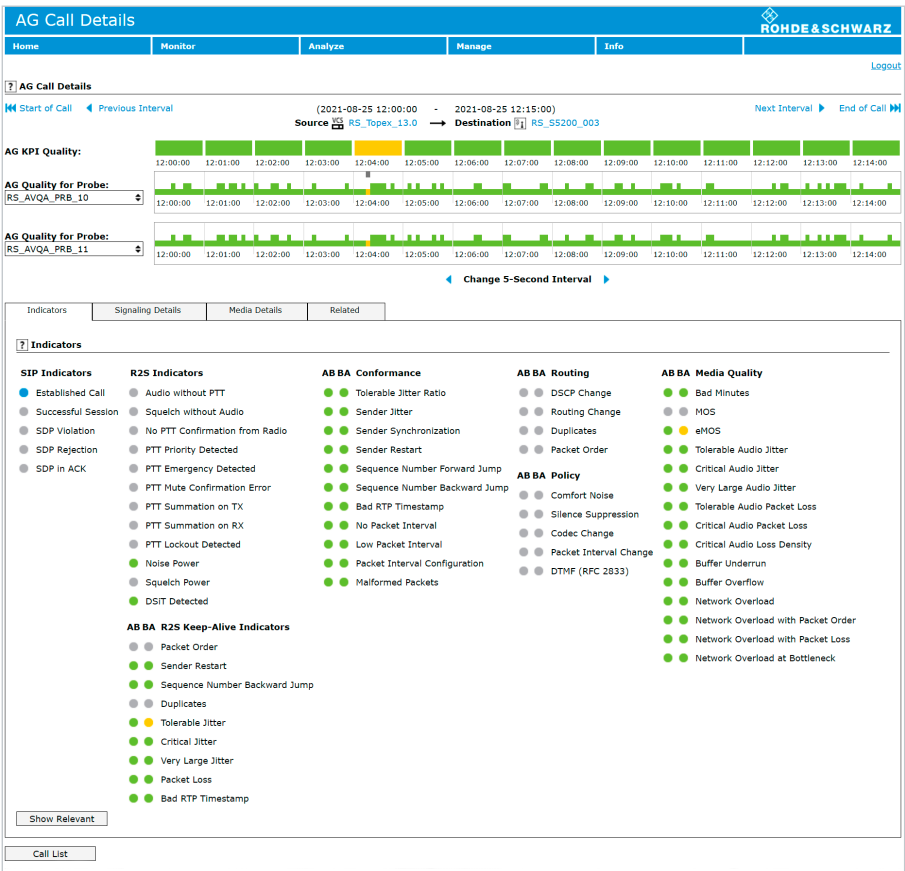 AG Call Details
ROHDE & SCHWARZ
Home Monitor Analyze Manage Info
Logout
? AG Call Details
Start of Call Previous Interval (2021-08-25 12:00:00 - 2021-08-25 12:15:00) Next Interval End of Call
Source VCS RS_Topex_13.0 → Destination RS_S5200_003
AG KPI Quality:
12:00:00 12:01:00 12:02:00 12:03:00 12:04:00 12:05:00 12:06:00 12:07:00 12:08:00 12:09:00 12:10:00 12:11:00 12:12:00 12:13:00 12:14:00
AG Quality for Probe:
RS_AVQA_PRB_10
12:00:00 12:01:00 12:02:00 12:03:00 12:04:00 12:05:00 12:06:00 12:07:00 12:08:00 12:09:00 12:10:00 12:11:00 12:12:00 12:13:00 12:14:00
AG Quality for Probe:
RS_AVQA_PRB_11
12:00:00 12:01:00 12:02:00 12:03:00 12:04:00 12:05:00 12:06:00 12:07:00 12:08:00 12:09:00 12:10:00 12:11:00 12:12:00 12:13:00 12:14:00
Change 5-Second Interval
Indicators Signaling Details Media Details Related
? Indicators
SIP Indicators
Established Call
Successful Session
SDP Violation
SDP Rejection
SDP in ACK
R2S Indicators
Audio without PTT
Squelch without Audio
No PTT Confirmation from Radio
PTT Priority Detected
PTT Emergency Detected
PTT Mute Confirmation Error
PTT Summation on TX
PTT Summation on RX
PTT Lockout Detected
Noise Power
Squelch Power
DSiT Detected
AB BA R2S Keep-Alive Indicators
Packet Order
Sender Restart
Sequence Number Backward Jump
Duplicates
Tolerable Jitter
Critical Jitter
Very Large Jitter
Packet Loss
Bad RTP Timestamp
AB BA Conformance
Tolerable Jitter Ratio
Sender Jitter
Sender Synchronization
Sender Restart
Sequence Number Forward Jump
Sequence Number Backward Jump
Bad RTP Timestamp
No Packet Interval
Low Packet Interval
Packet Interval Configuration
Malformed Packets
AB BA Routing
DSCP Change
Routing Change
Duplicates
Packet Order
AB BA Policy
Comfort Noise
Silence Suppression
Codec Change
Packet Interval Change
DTMF (RFC 2833)
AB BA Media Quality
Bad Minutes
MOS
eMOS
Tolerable Audio Jitter
Critical Audio Jitter
Very Large Audio Jitter
Tolerable Audio Packet Loss
Critical Audio Packet Loss
Critical Audio Loss Density
Buffer Underrun
Buffer Overflow
Network Overload
Network Overload with Packet Order
Network Overload with Packet Loss
Network Overload at Bottleneck
Show Relevant
Call List